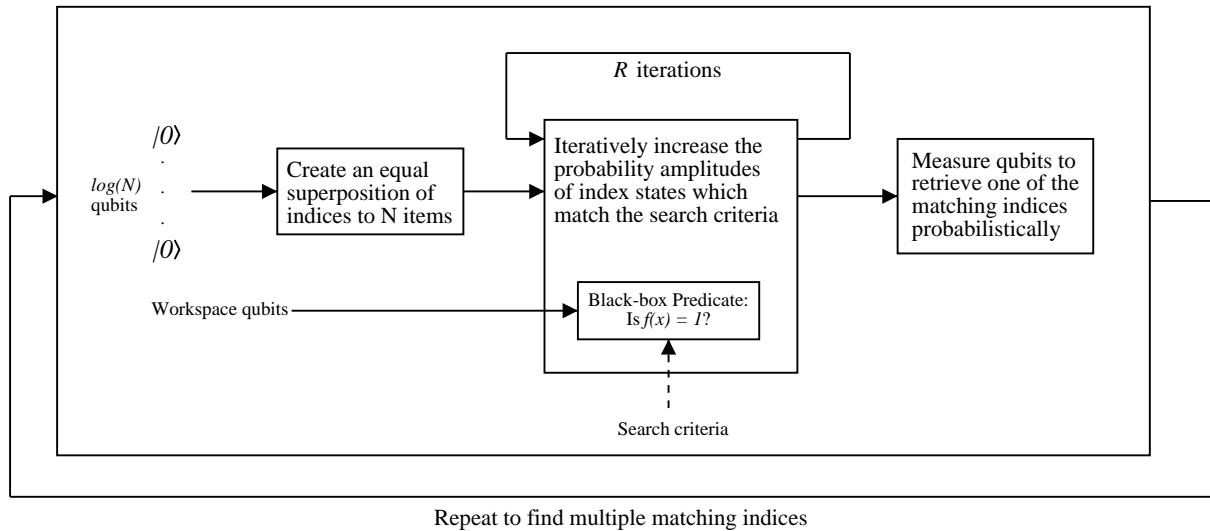 R iterations
|0⟩
.
.
.
|0⟩
log(N)
qubits
Create an equal
superposition of
indices to N items
Iteratively increase the
probability amplitudes
of index states which
match the search criteria
Measure qubits to
retrieve one of the
matching indices
probabilistically
Workspace qubits
Black-box Predicate:
Is f(x) = 1?
Search criteria
Repeat to find multiple matching indices